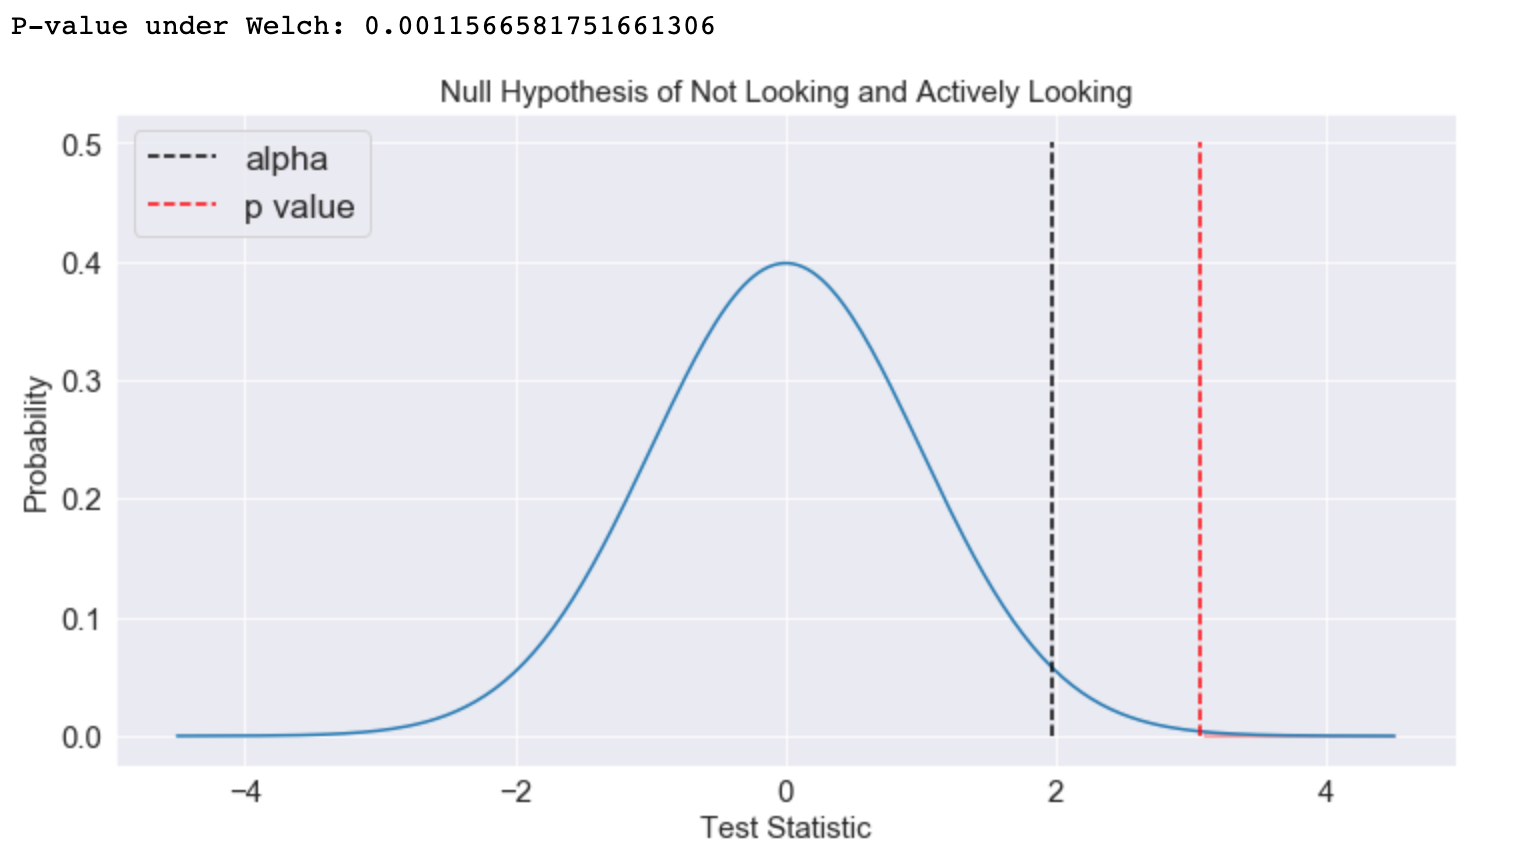 P-value under Welch: 0.0011566581751661306
Null Hypothesis of Not Looking and Actively Looking
alpha
p value
0.5
0.4
0.3
0.2
0.1
0.0
Probability
−4
−2
0
2
4
Test Statistic